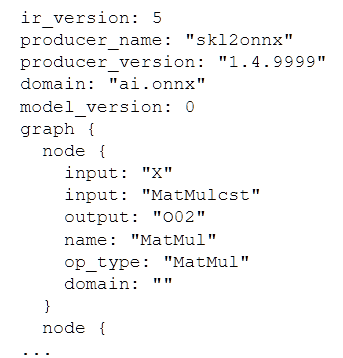 ir_version: 5
producer_name: "skl2onnx"
producer_version: "1.4.9999"
domain: "ai.onnx"
model_version: 0
graph {
  node {
    input: "X"
    input: "MatMulcst"
    output: "O02"
    name: "MatMul"
    op_type: "MatMul"
    domain: ""
  }
  node {
...